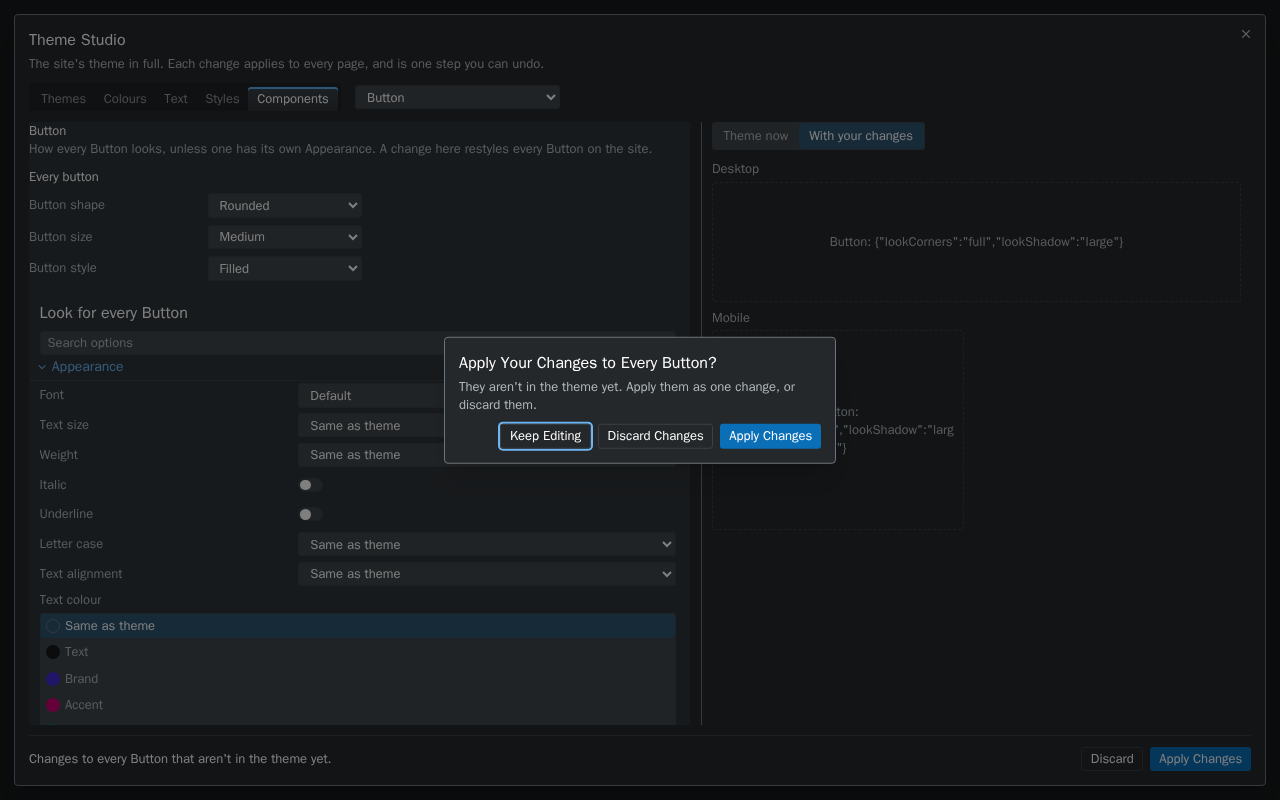 Theme Studio
The site's theme in full. Each change applies to every page, and is one step you can undo.
Themes
Colours
Text
Styles
Components
Button
Button
How every Button looks, unless one has its own Appearance. A change here restyles every Button on the site.
Every button
Button shape
Rounded
Button size
Medium
Button style
Filled
Look for every Button
Search options
Appearance
Font
Default
Text size
Same as theme
Weight
Same as theme
Italic
Underline
Letter case
Same as theme
Text alignment
Same as theme
Text colour
Same as theme
Text
Brand
Accent
Theme now
With your changes
Desktop
Button: {"lookCorners":"full","lookShadow":"large"}
Mobile
ton:
","lookShadow":"larg
"}
Apply Your Changes to Every Button?
They aren't in the theme yet. Apply them as one change, or
discard them.
Keep Editing
Discard Changes
Apply Changes
Changes to every Button that aren't in the theme yet.
Discard
Apply Changes